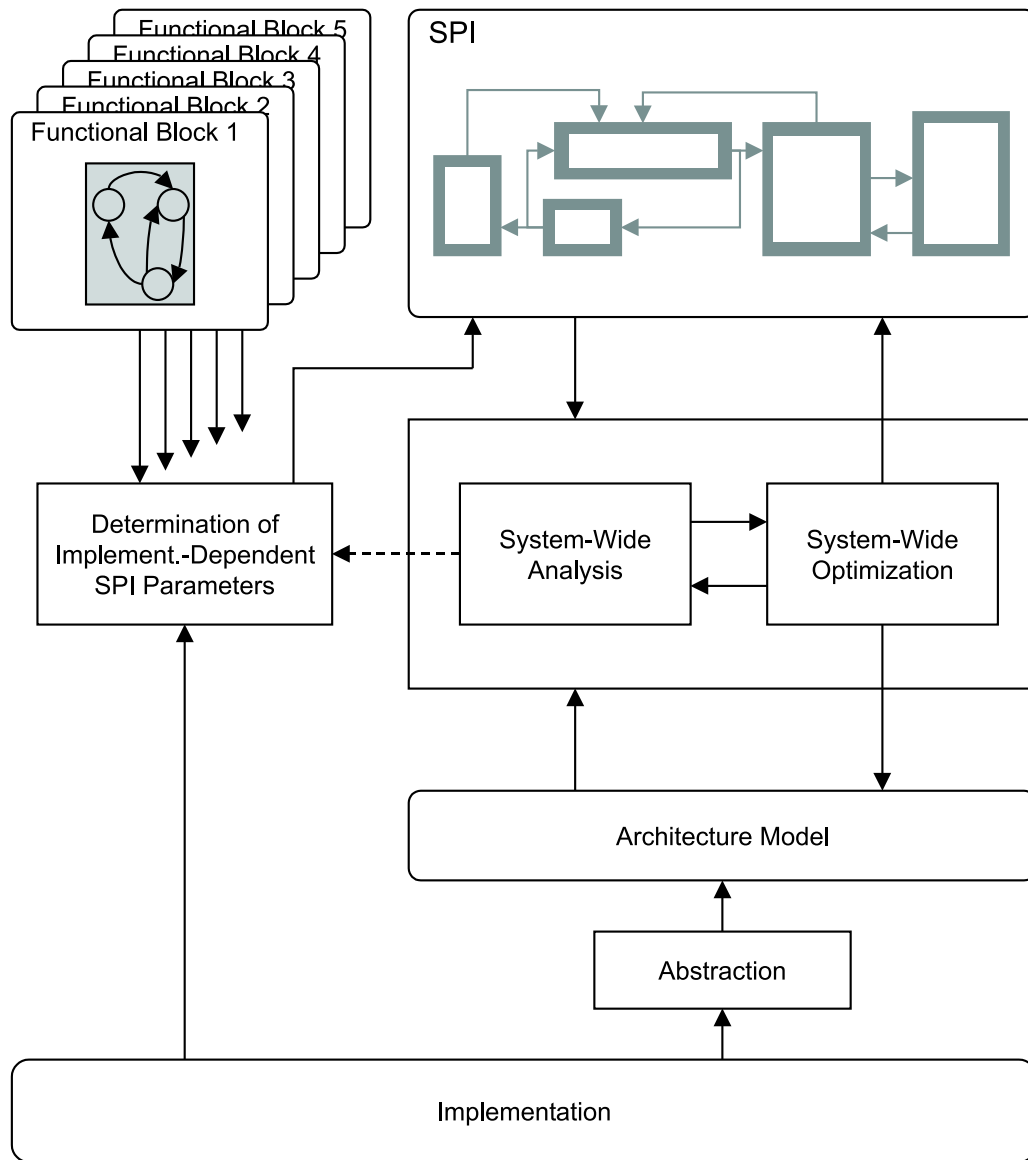 Functional Block 5
Functional Block 4
Functional Block 3
Functional Block 2
Functional Block 1
SPI
Determination of
Implement.-Dependent
SPI Parameters
System-Wide
Analysis
System-Wide
Optimization
Architecture Model
Abstraction
Implementation